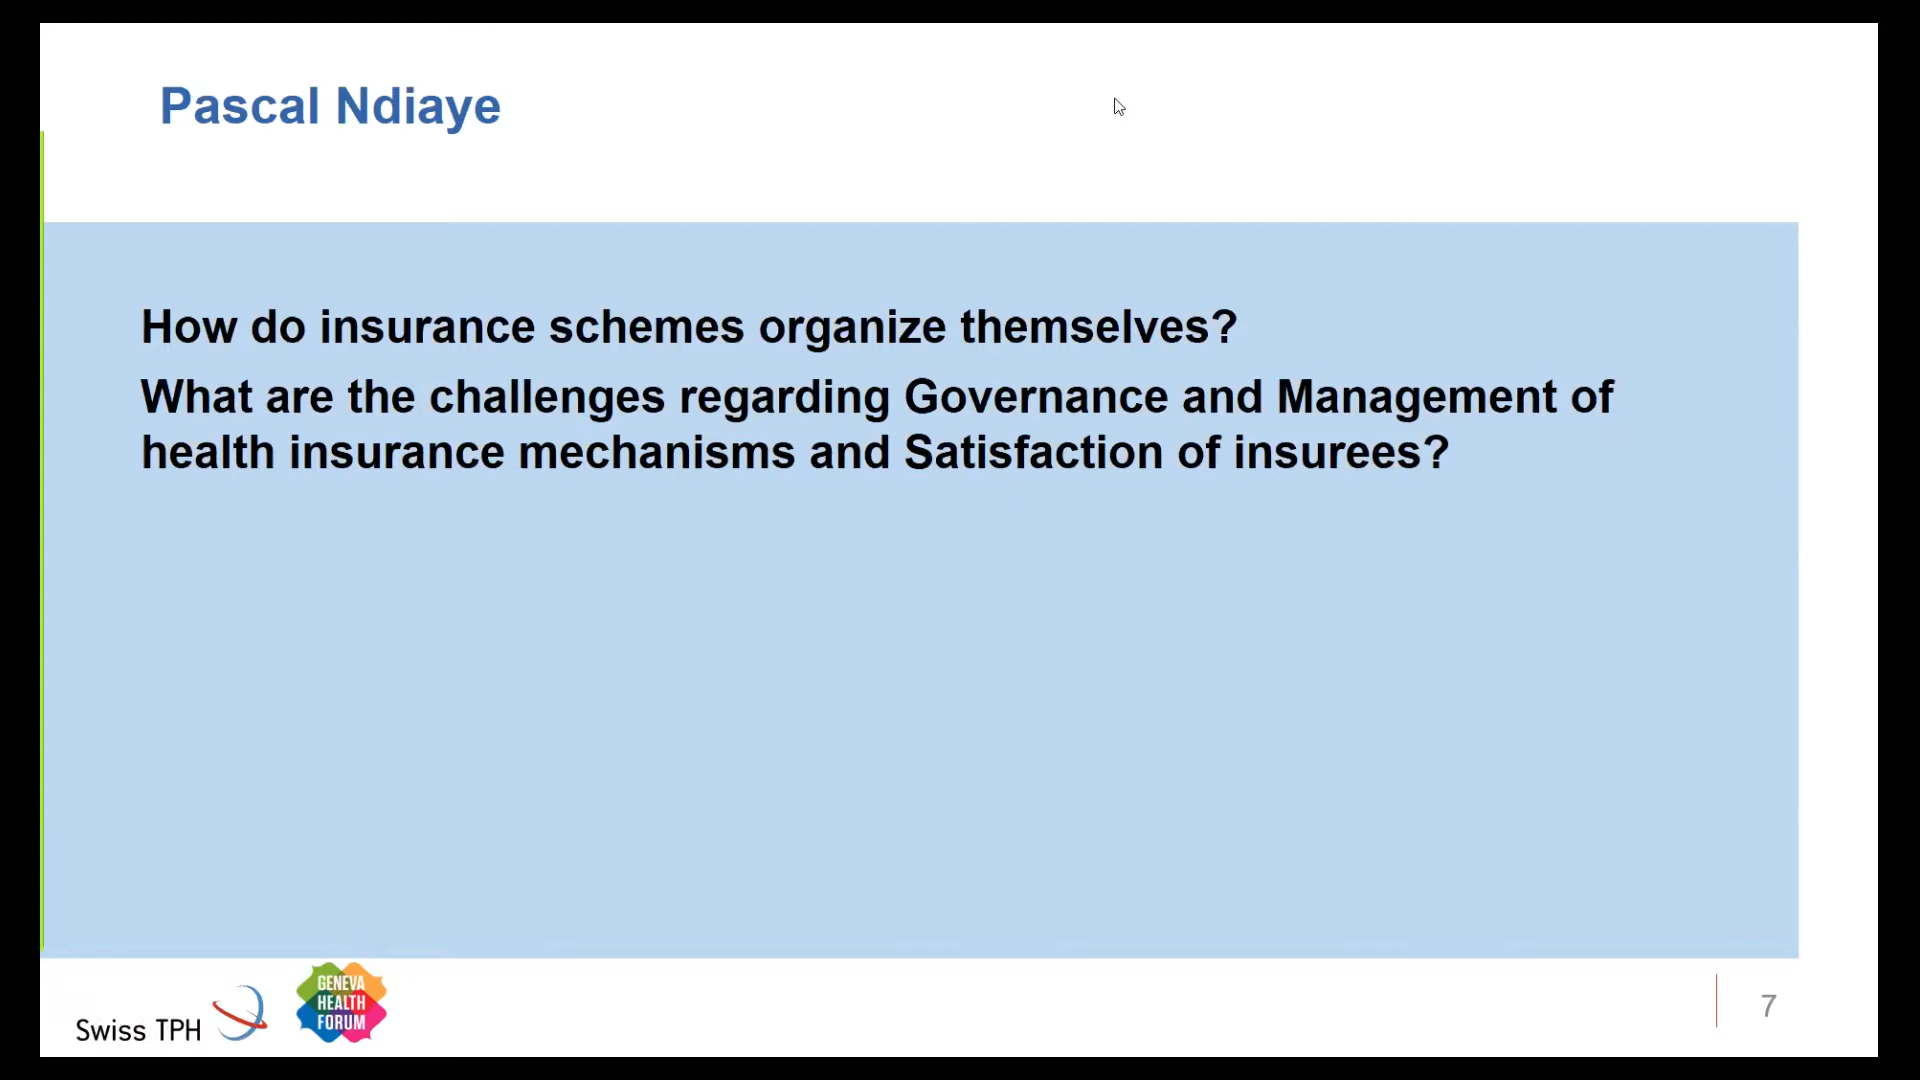 Pascal Ndiaye
How do insurance schemes organize themselves?
What are the challenges regarding Governance and Management of
health insurance mechanisms and Satisfaction of insurees?
Swiss TPH
GENEVA
HEALTH
FORUM
7